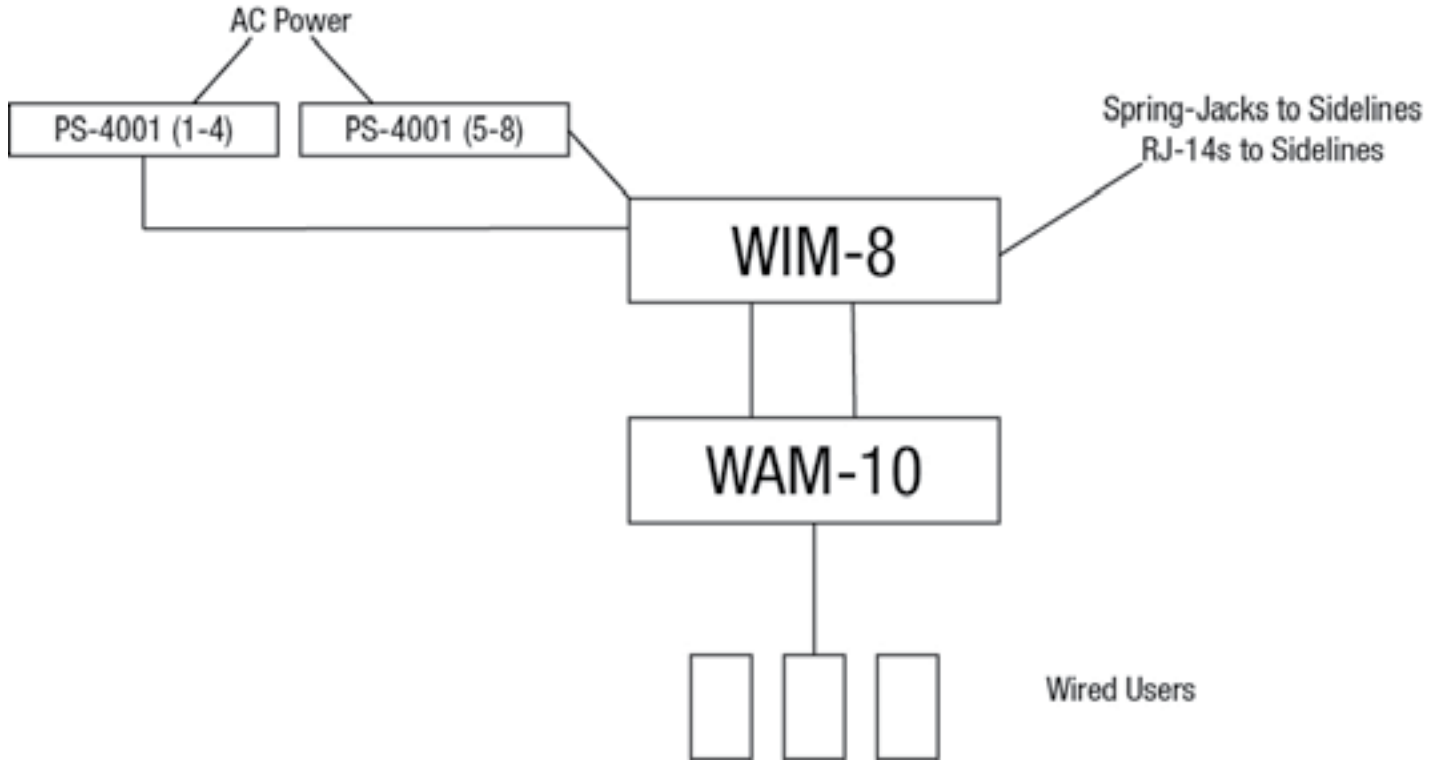 AC Power
PS-4001 (1-4)
PS-4001 (5-8)
Spring-Jacks to Sidelines
RJ-14s to Sidelines
WIM-8
WAM-10
Wired Users